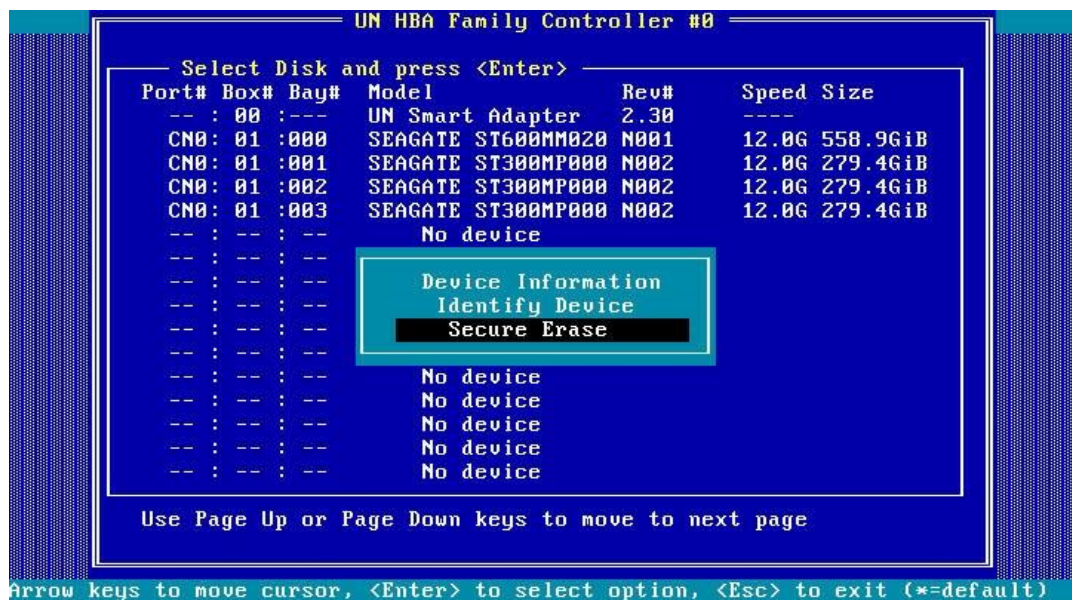 UN HBA Family Controller #0
Select Disk and press <Enter>
Port# Box# Bay# Model Rev# Speed Size
-- : 00 :--- UN Smart Adapter 2.30 ----
CN0: 01 :000 SEAGATE ST600MM020 N001 12.0G 558.9GiB
CN0: 01 :001 SEAGATE ST300MP000 N002 12.0G 279.4GiB
CN0: 01 :002 SEAGATE ST300MP000 N002 12.0G 279.4GiB
CN0: 01 :003 SEAGATE ST300MP000 N002 12.0G 279.4GiB
-- : -- : -- No device
-- : -- : --
-- : -- : -- Device Information
-- : -- : -- Identify Device
-- : -- : -- Secure Erase
-- : -- : --
-- : -- : -- No device
-- : -- : -- No device
-- : -- : -- No device
-- : -- : -- No device
-- : -- : -- No device
Use Page Up or Page Down keys to move to next page
Arrow keys to move cursor, <Enter> to select option, <Esc> to exit (*=default)